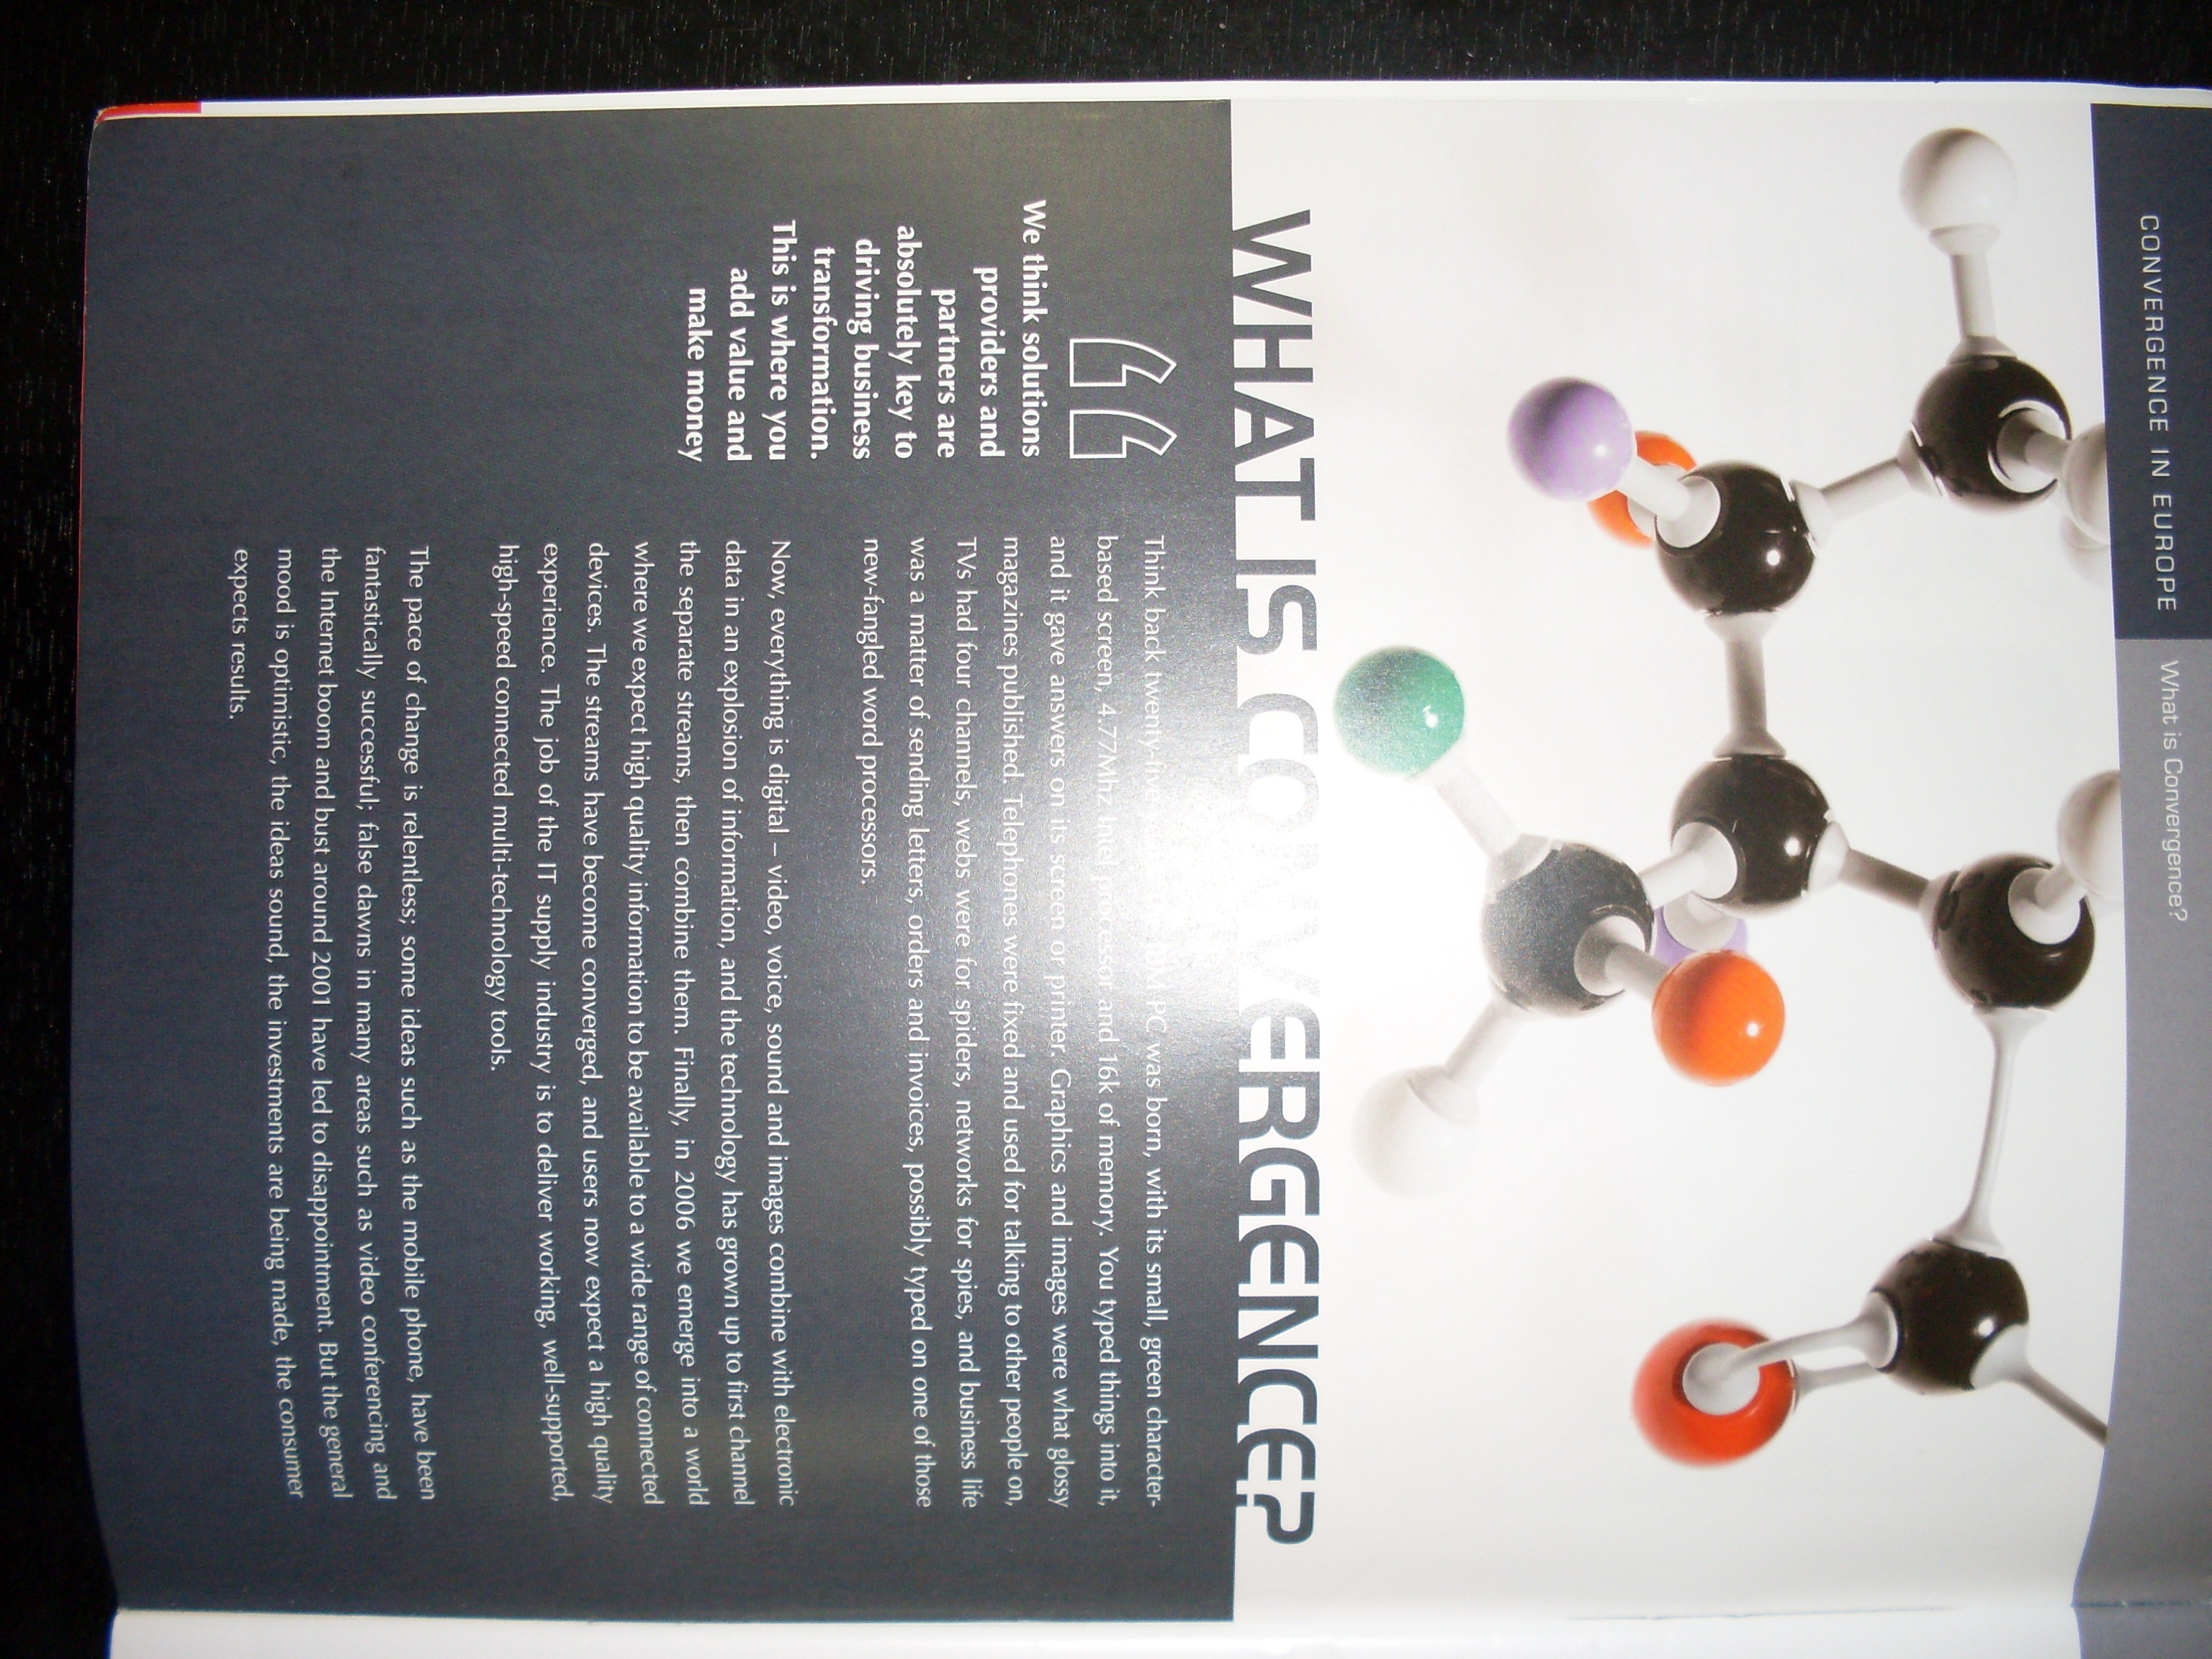 CONVERGENCE IN EUROPE
What is Convergence?
WHAT IS CONVERGENCE?
We think solutions
providers and
partners are
absolutely key to
driving business
transformation.
This is where you
add value and
make money
Think back twenty-five IBM PC was born, with its small, green character-
based screen, 4.77Mhz Intel processor and 16k of memory. You typed things into it,
and it gave answers on its screen or printer. Graphics and images were what glossy
magazines published. Telephones were fixed and used for talking to other people on,
TVs had four channels, webs were for spiders, networks for spies, and business life
was a matter of sending letters, orders and invoices, possibly typed on one of those
new-fangled word processors.
Now, everything is digital – video, voice, sound and images combine with electronic
data in an explosion of information, and the technology has grown up to first channel
the separate streams, then combine them. Finally, in 2006 we emerge into a world
where we expect high quality information to be available to a wide range of connected
devices. The streams have become converged, and users now expect a high quality
experience. The job of the IT supply industry is to deliver working, well-supported,
high-speed connected multi-technology tools.
The pace of change is relentless; some ideas such as the mobile phone, have been
fantastically successful; false dawns in many areas such as video conferencing and
the Internet boom and bust around 2001 have led to disappointment. But the general
mood is optimistic, the ideas sound, the investments are being made, the consumer
expects results.